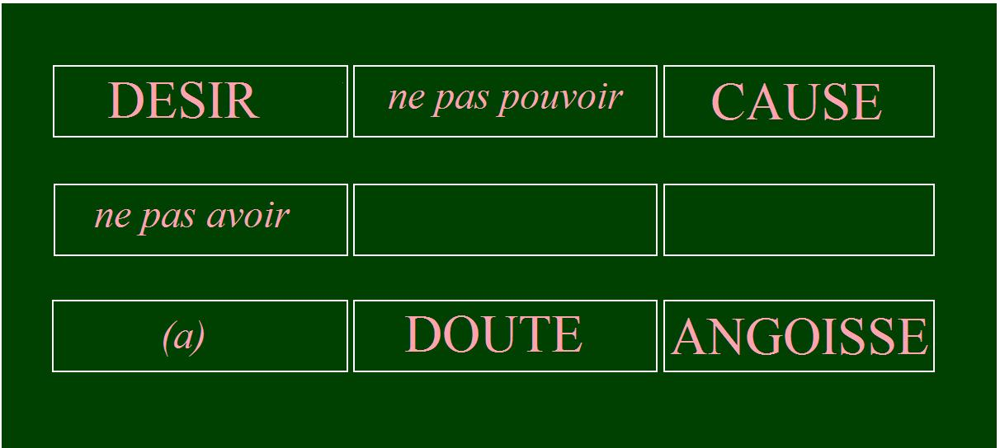 DESIR ne pas pouvoir CAUSE
ne pas avoir
(a) DOUTE ANGOISSE